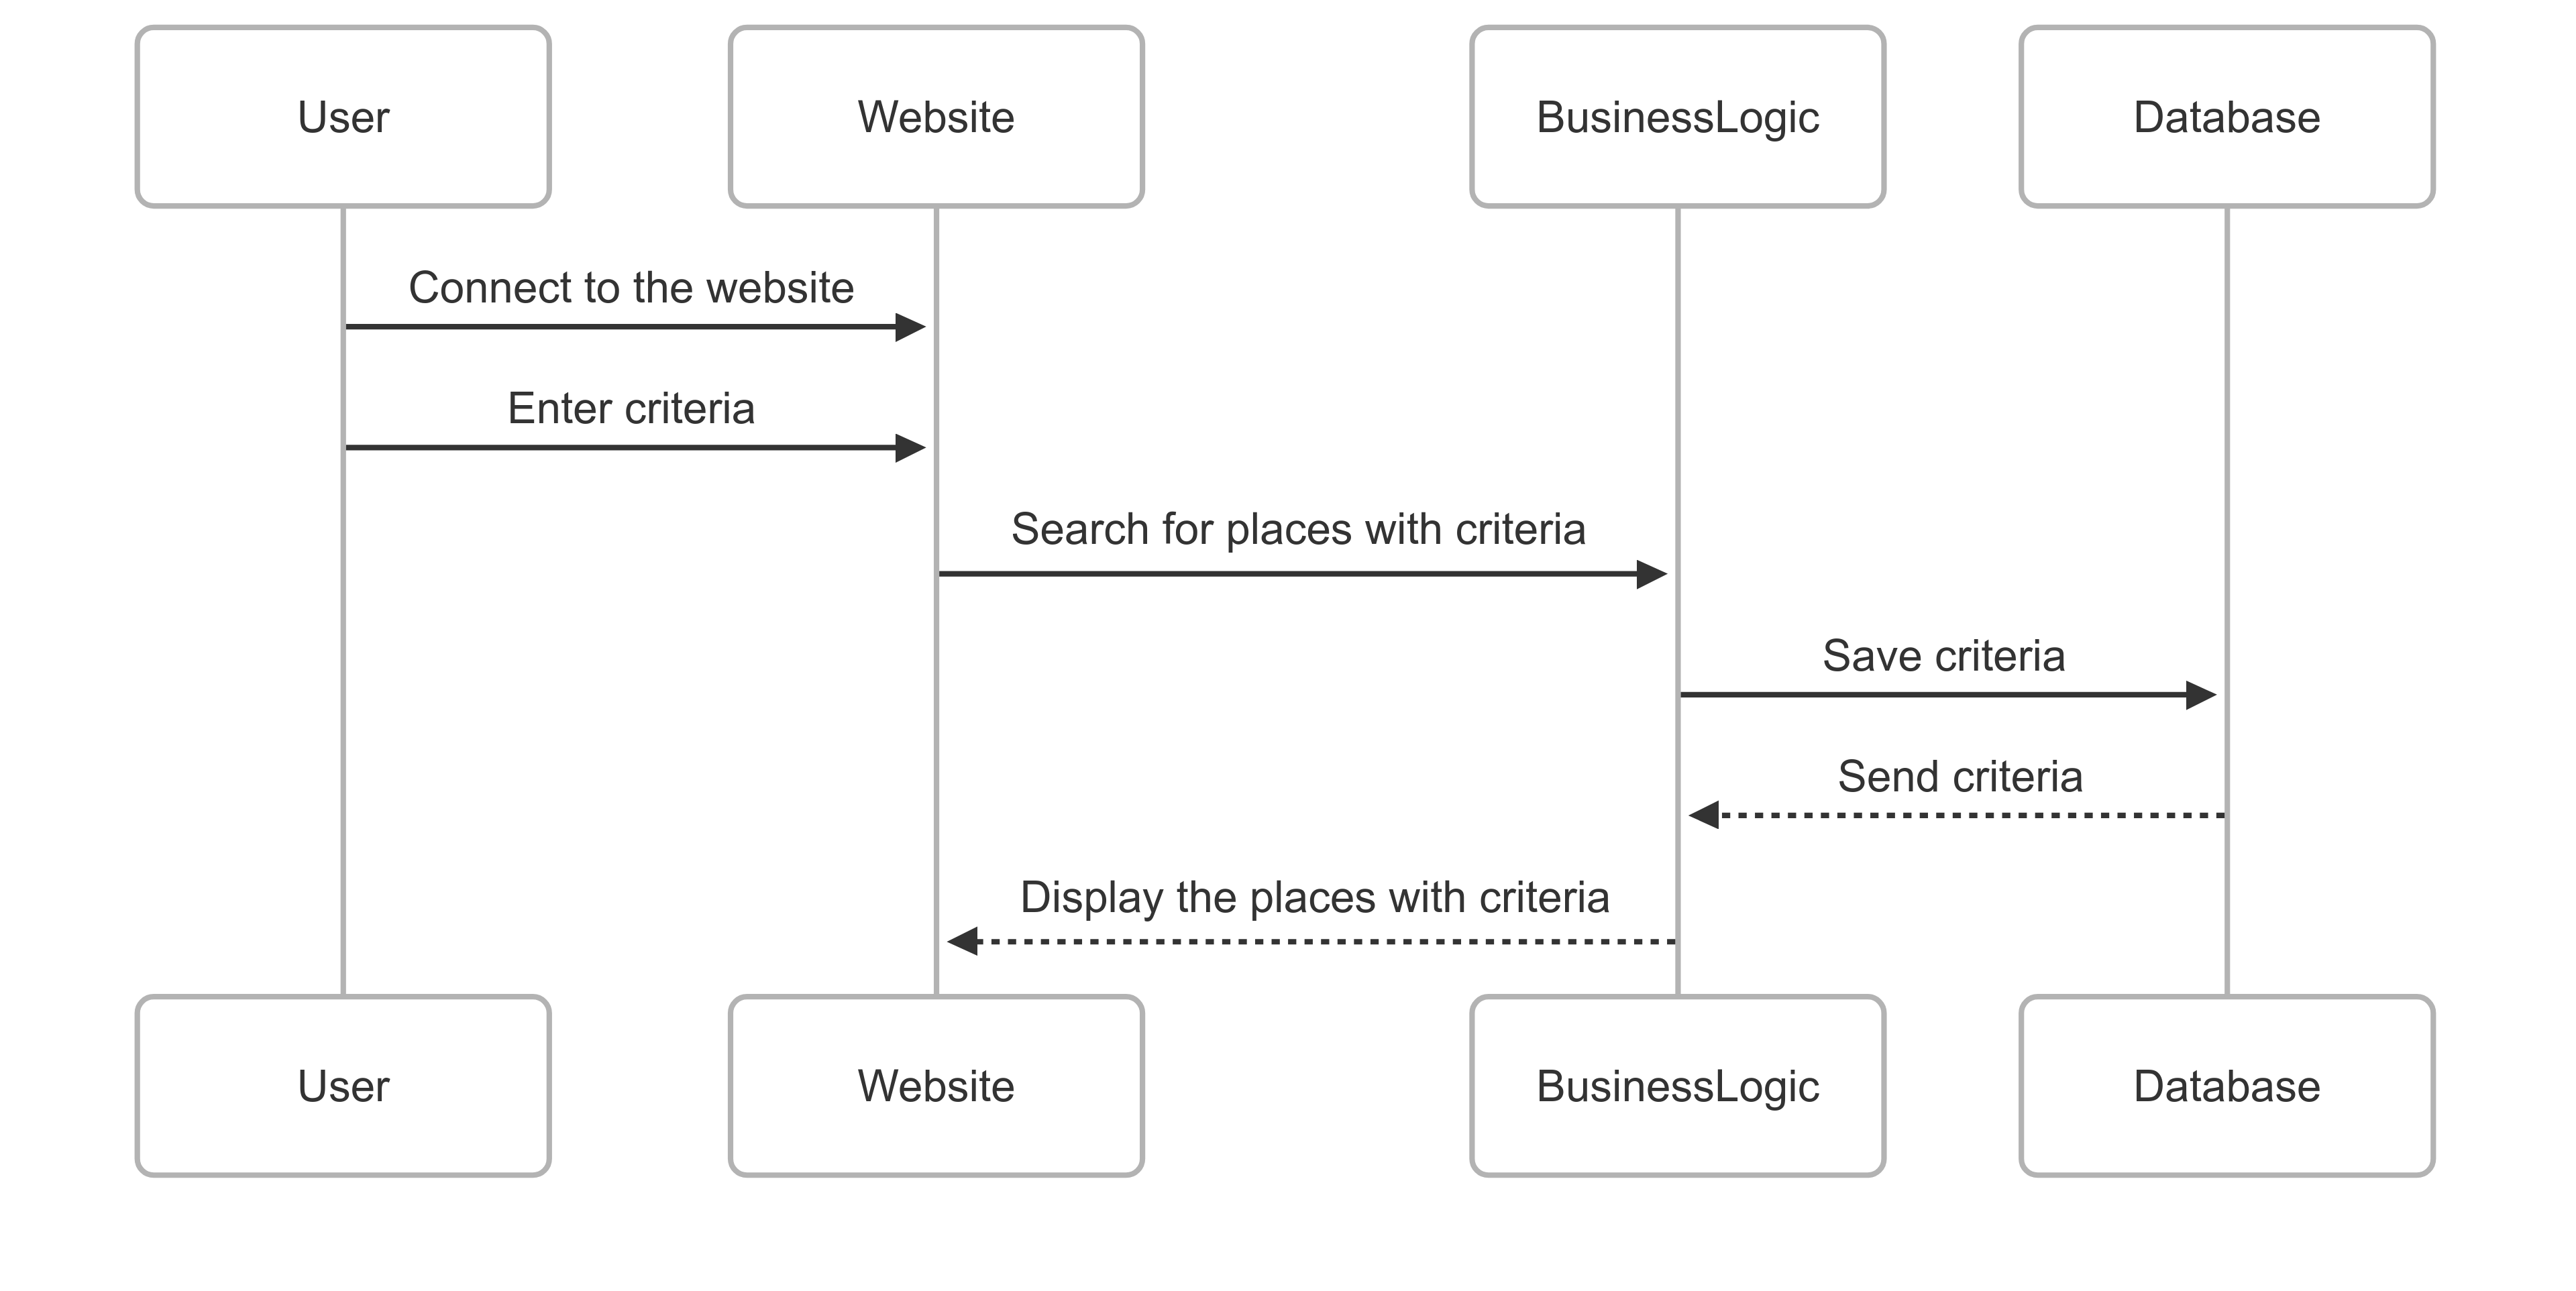 User
Website
BusinessLogic
Database
Connect to the website
Enter criteria
Search for places with criteria
Save criteria
Send criteria
Display the places with criteria
User
Website
BusinessLogic
Database